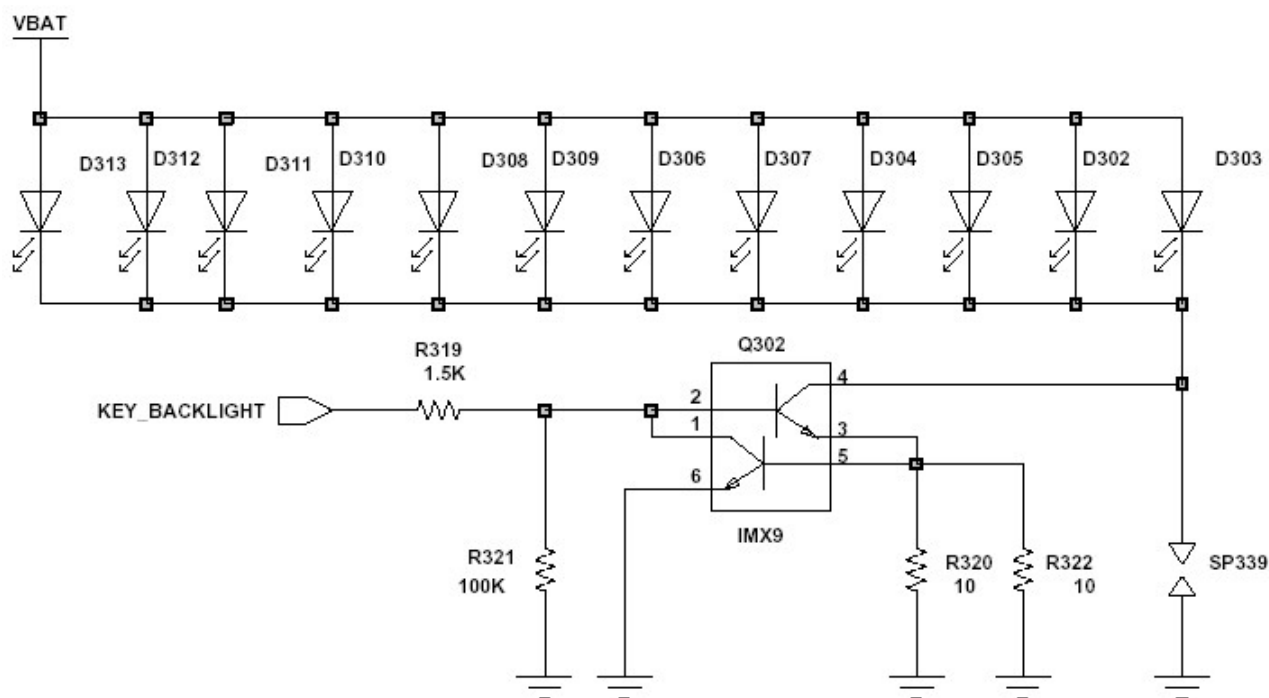 VBAT
D313 D312 D311 D310 D308 D309 D306 D307 D304 D305 D302 D303
R319
1.5K
Q302
KEY_BACKLIGHT
2
1
6
4
3
5
IMX9
R321
100K
R320
10
R322
10
SP339